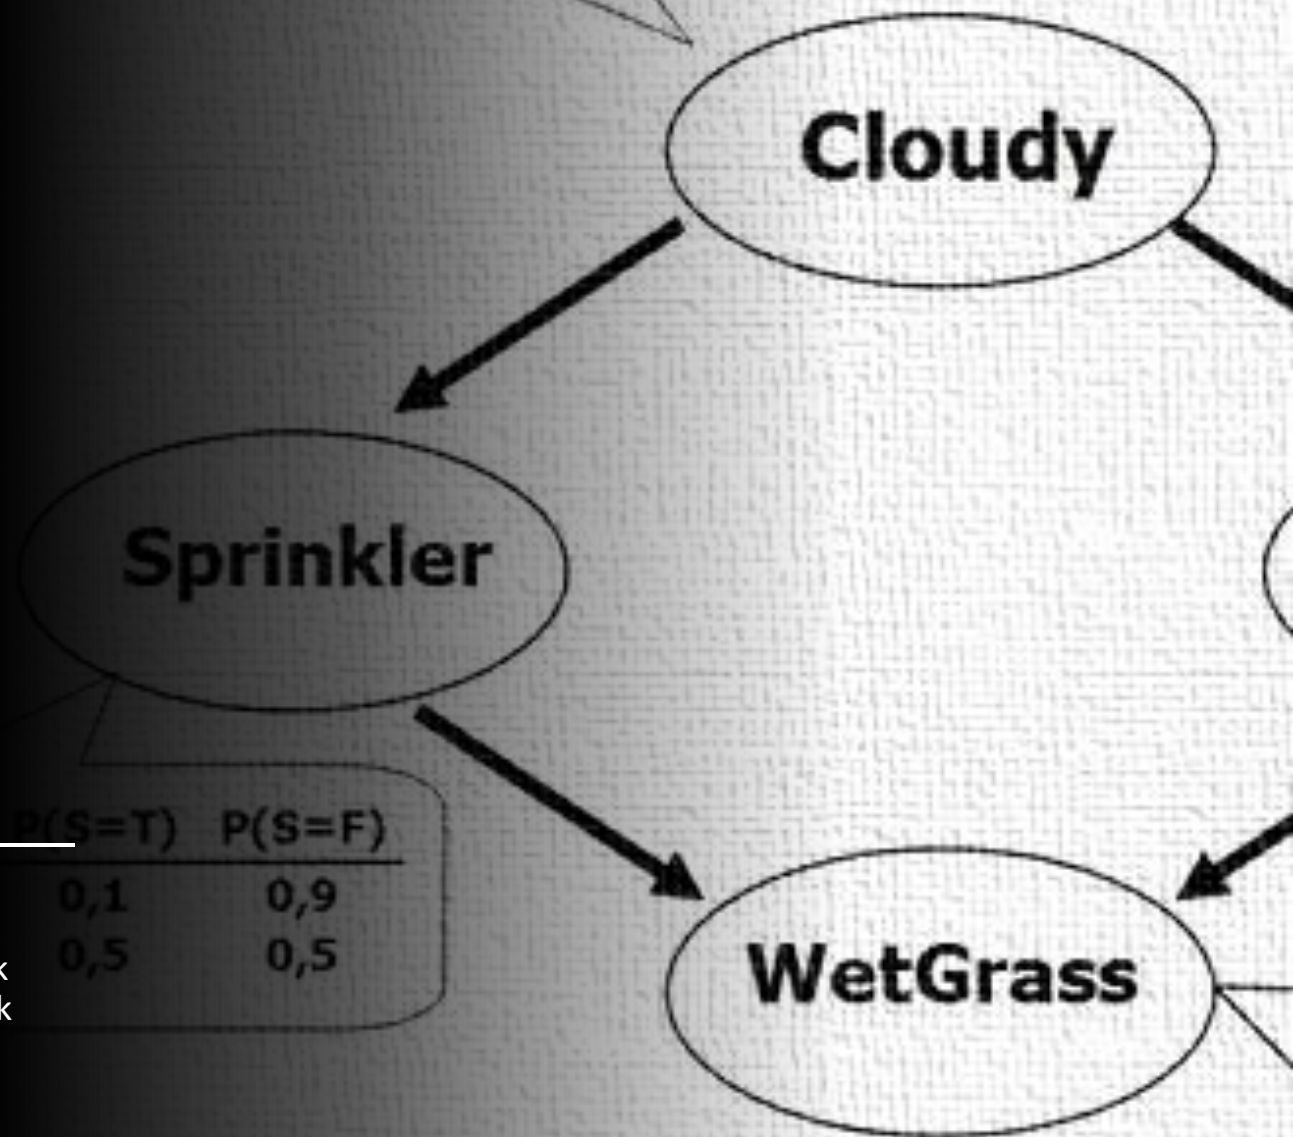 Cloudy
Sprinkler
P(S=T) P(S=F)
0,1 0,9
0,5 0,5
k
k
WetGrass